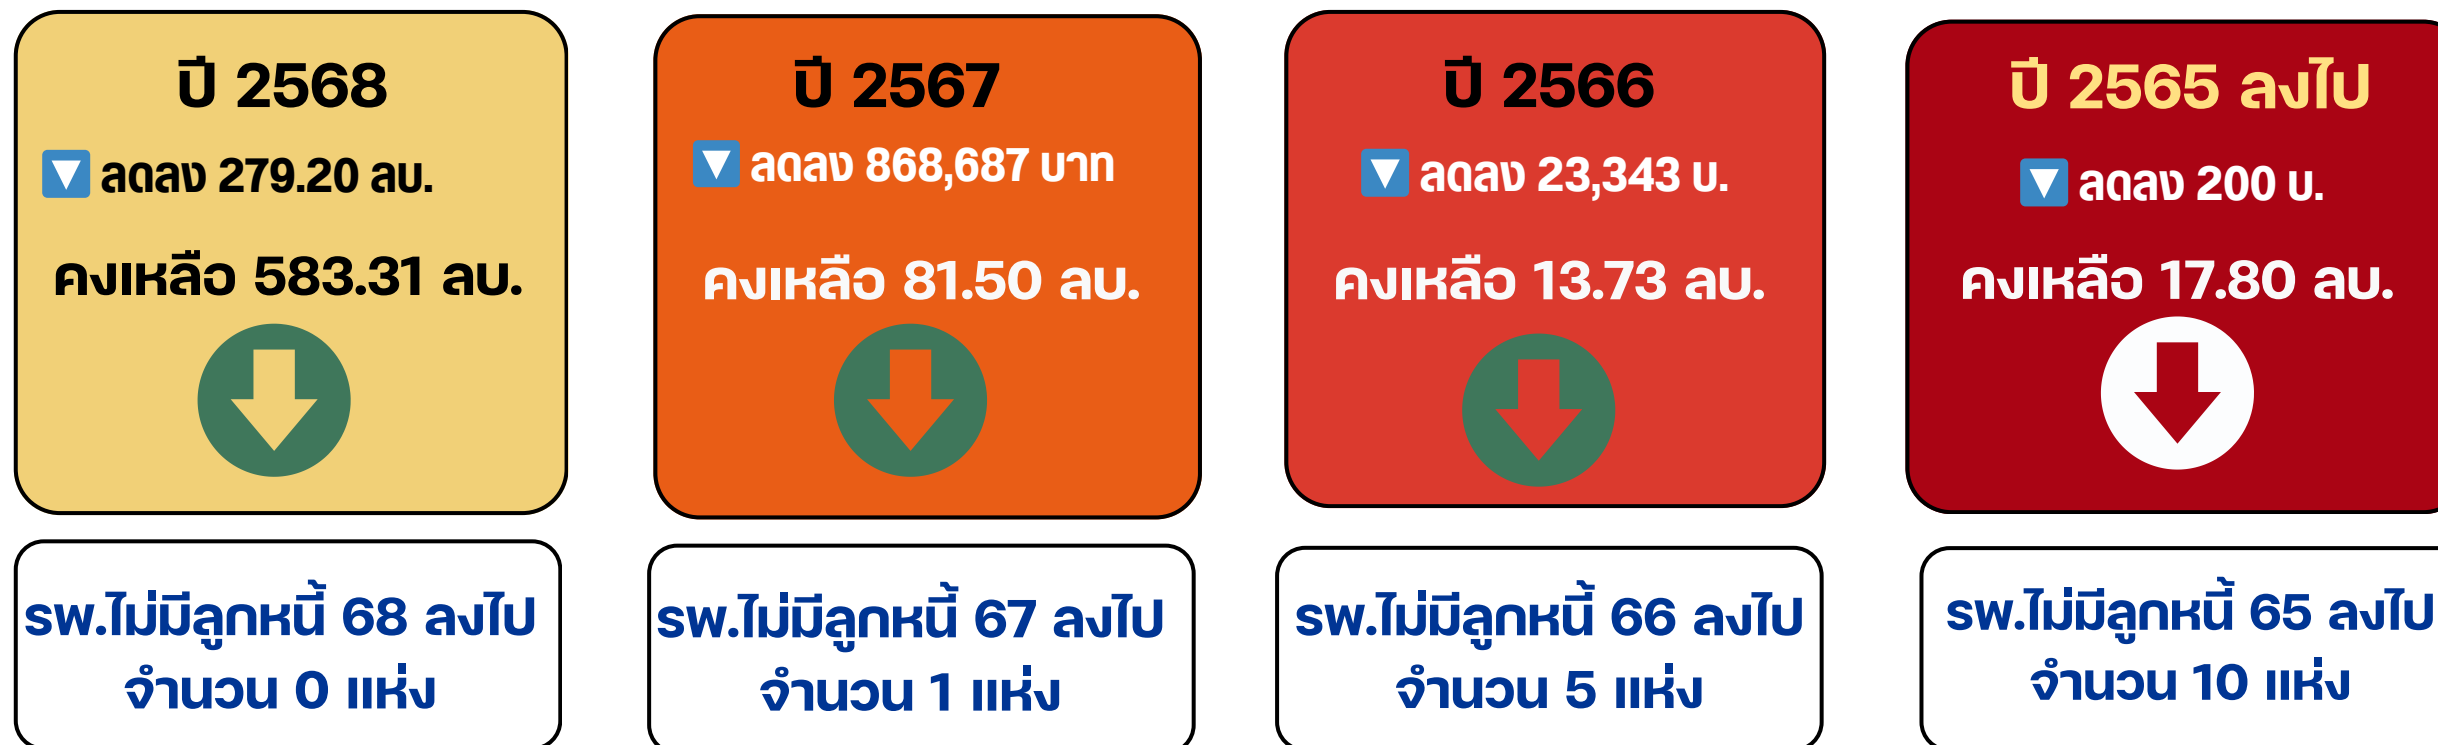 ปี 2568
ลดลง 279.20 ลบ.
คงเหลือ 583.31 ลบ.
รพ.ไม่มีลูกหนี้ 68 ลงไป
จำนวน 0 แห่ง
ปี 2567
ลดลง 868,687 บาท
คงเหลือ 81.50 ลบ.
รพ.ไม่มีลูกหนี้ 67 ลงไป
จำนวน 1 แห่ง
ปี 2566
ลดลง 23,343 บ.
คงเหลือ 13.73 ลบ.
รพ.ไม่มีลูกหนี้ 66 ลงไป
จำนวน 5 แห่ง
ปี 2565 ลงไป
ลดลง 200 บ.
คงเหลือ 17.80 ลบ.
รพ.ไม่มีลูกหนี้ 65 ลงไป
จำนวน 10 แห่ง